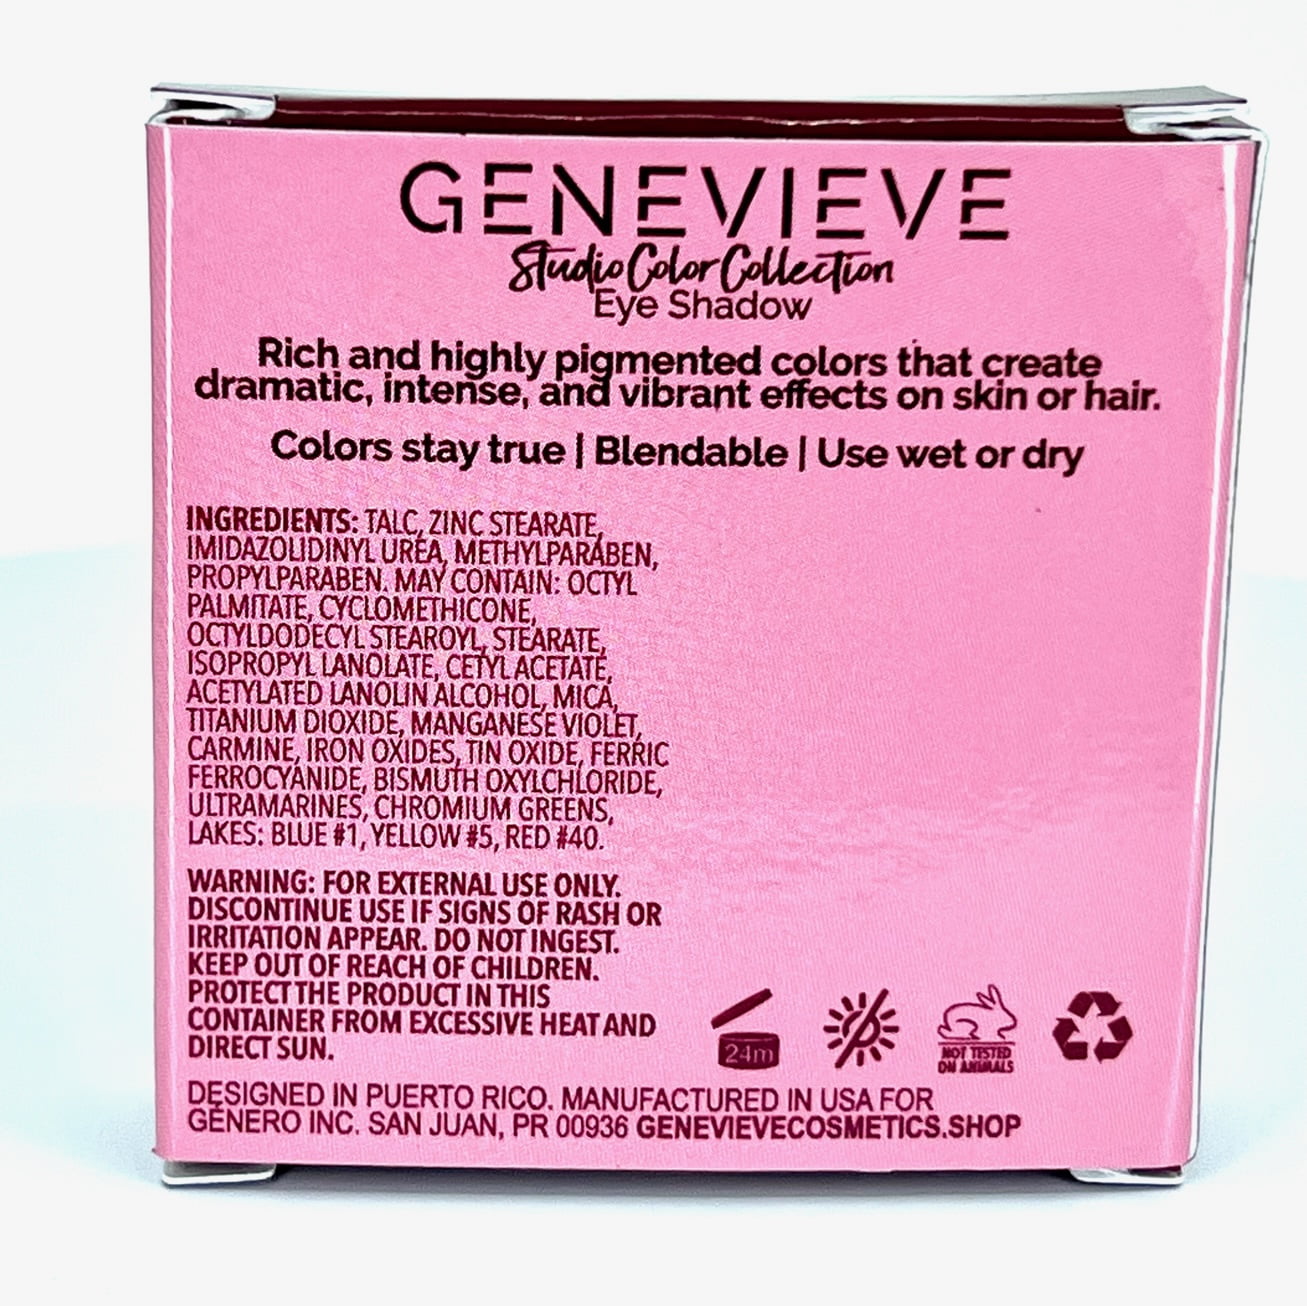 GENEVIEVE
Studio Color Collection
Eye Shadow
Rich and highly pigmented colors that create
dramatic, intense, and vibrant effects on skin or hair.
Colors stay true | Blendable | Use wet or dry
INGREDIENTS: TALC, ZINC STEARATE,
IMIDAZOLIDINYL UREA, METHYLPARABEN,
PROPYLPARABEN. MAY CONTAIN: OCTYL
PALMITATE, CYCLOMETHICONE,
OCTYLDODECYL STEAROYL, STEARATE,
ISOPROPYL LANOLATE, CETYL ACETATE,
ACETYLATED LANOLIN ALCOHOL, MICA,
TITANIUM DIOXIDE, MANGANESE VIOLET,
CARMINE, IRON OXIDES, TIN OXIDE, FERRIC
FERROCYANIDE, BISMUTH OXYLCHLORIDE,
ULTRAMARINES, CHROMIUM GREENS,
LAKES: BLUE #1, YELLOW #5, RED #40.
WARNING: FOR EXTERNAL USE ONLY.
DISCONTINUE USE IF SIGNS OF RASH OR
IRRITATION APPEAR. DO NOT INGEST.
KEEP OUT OF REACH OF CHILDREN.
PROTECT THE PRODUCT IN THIS
CONTAINER FROM EXCESSIVE HEAT AND
DIRECT SUN.
24m
NOT TESTED
ON ANIMALS
DESIGNED IN PUERTO RICO. MANUFACTURED IN USA FOR
GÉNERO INC. SAN JUAN, PR 00936 GENEVIEVECOSMETICS.SHOP